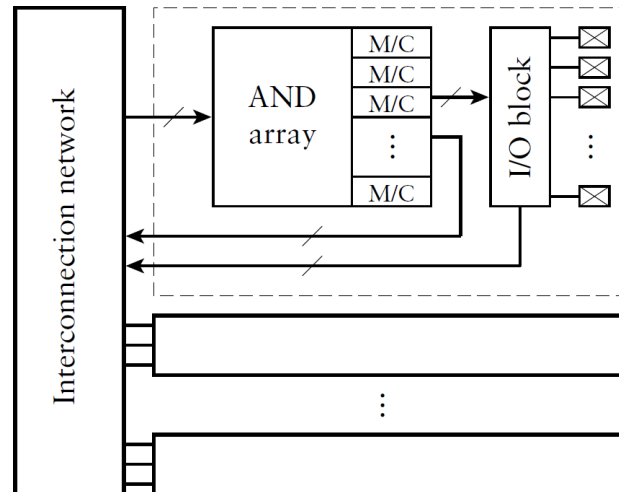 Interconnection network
AND
array
M/C
M/C
M/C
⋮
M/C
I/O block
⋮
⋮